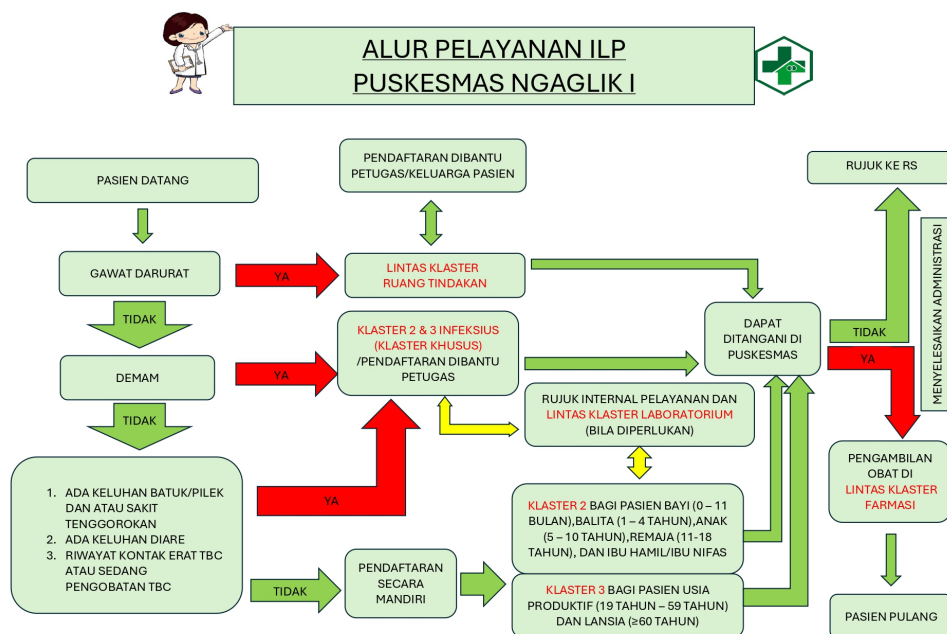 ALUR PELAYANAN ILP
PUSKESMAS NGAGLIK I
PASIEN DATANG
GAWAT DARURAT
YA
TIDAK
DEMAM
YA
TIDAK
1. ADA KELUHAN BATUK/PILEK
DAN ATAU SAKIT
TENGGOROKAN
2. ADA KELUHAN DIARE
3. RIWAYAT KONTAK ERAT TBC
ATAU SEDANG
PENGOBATAN TBC
YA
TIDAK
PENDAFTARAN DIBANTU
PETUGAS/KELUARGA PASIEN
LINTAS KLASTER
RUANG TINDAKAN
KLASTER 2 & 3 INFEKSIUS
(KLASTER KHUSUS)
/PENDAFTARAN DIBANTU
PETUGAS
PENDAFTARAN
SECARA
MANDIRI
RUJUK INTERNAL PELAYANAN DAN
LINTAS KLASTER LABORATORIUM
(BILA DIPERLUKAN)
KLASTER 2 BAGI PASIEN BAYI (0 – 11
BULAN),BALITA (1 – 4 TAHUN),ANAK
(5 – 10 TAHUN),REMAJA (11-18
TAHUN), DAN IBU HAMIL/IBU NIFAS
KLASTER 3 BAGI PASIEN USIA
PRODUKTIF (19 TAHUN – 59 TAHUN)
DAN LANSIA (≥60 TAHUN)
DAPAT
DITANGANI DI
PUSKESMAS
TIDAK
YA
RUJUK KE RS
MENYELESAIKAN ADMINISTRASI
PENGAMBILAN
OBAT DI
LINTAS KLASTER
FARMASI
PASIEN PULANG